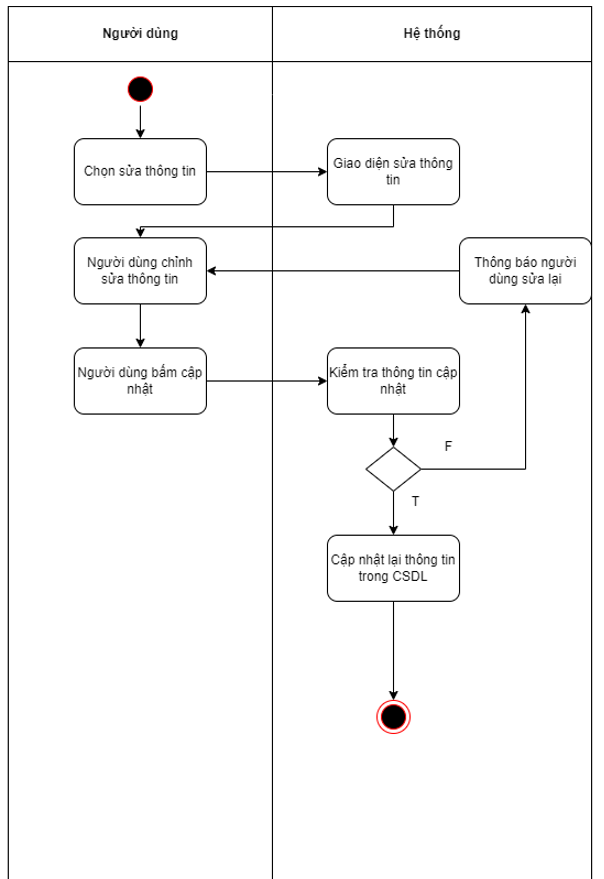 Người dùng
Hệ thống
Chọn sửa thông tin
Giao diện sửa thông
tin
Người dùng chỉnh
sửa thông tin
Thông báo người
dùng sửa lại
Người dùng bấm cập
nhật
Kiểm tra thông tin cập
nhật
F
T
Cập nhật lại thông tin
trong CSDL